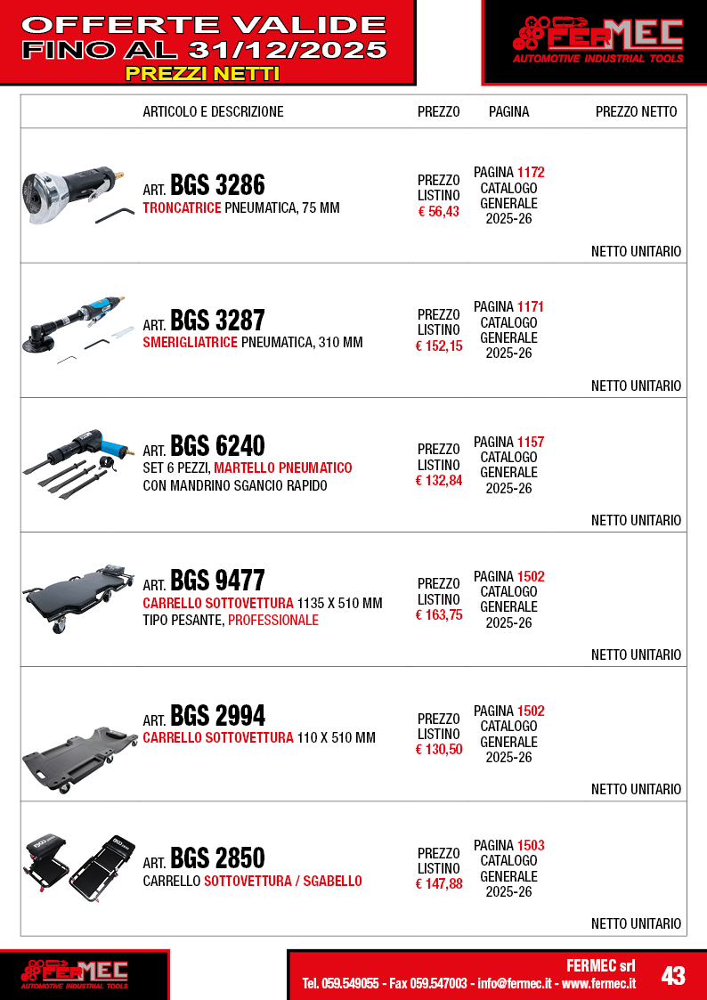 OFFERTE VALIDE
FINO AL 31/12/2025
PREZZI NETTI
FERMEC
AUTOMOTIVE INDUSTRIAL TOOLS
ARTICOLO E DESCRIZIONE PREZZO PAGINA PREZZO NETTO
ART. BGS 3286
TRONCATRICE PNEUMATICA, 75 MM
PREZZO
LISTINO
€ 56,43
PAGINA 1172
CATALOGO
GENERALE
2025-26
NETTO UNITARIO
ART. BGS 3287
SMERIGLIATRICE PNEUMATICA, 310 MM
PREZZO
LISTINO
€ 152,15
PAGINA 1171
CATALOGO
GENERALE
2025-26
NETTO UNITARIO
ART. BGS 6240
SET 6 PEZZI, MARTELLO PNEUMATICO
CON MANDRINO SGANCIO RAPIDO
PREZZO
LISTINO
€ 132,84
PAGINA 1157
CATALOGO
GENERALE
2025-26
NETTO UNITARIO
ART. BGS 9477
CARRELLO SOTTOVETTURA 1135 X 510 MM
TIPO PESANTE, PROFESSIONALE
PREZZO
LISTINO
€ 163,75
PAGINA 1502
CATALOGO
GENERALE
2025-26
NETTO UNITARIO
ART. BGS 2994
CARRELLO SOTTOVETTURA 110 X 510 MM
PREZZO
LISTINO
€ 130,50
PAGINA 1502
CATALOGO
GENERALE
2025-26
NETTO UNITARIO
ART. BGS 2850
CARRELLO SOTTOVETTURA / SGABELLO
PREZZO
LISTINO
€ 147,88
PAGINA 1503
CATALOGO
GENERALE
2025-26
NETTO UNITARIO
FERMEC
AUTOMOTIVE INDUSTRIAL TOOLS
FERMEC srl
Tel. 059.549055 - Fax 059.547003 - info@fermec.it - www.fermec.it
43